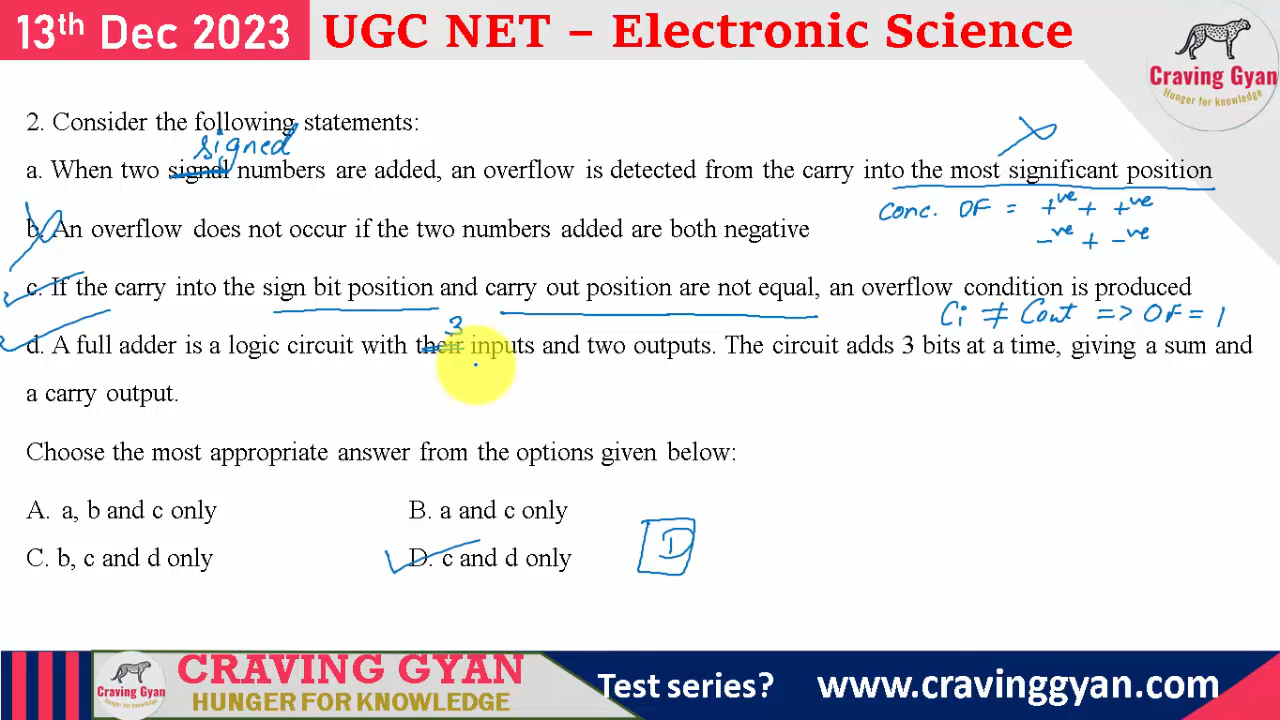 13th Dec 2023 UGC NET – Electronic Science
Craving Gyan
Hunger for knowledge
2. Consider the following statements:
signed
a. When two signal numbers are added, an overflow is detected from the carry into the most significant position
Conc. OF = +ve + +ve
-ve + -ve
b. An overflow does not occur if the two numbers added are both negative
c. If the carry into the sign bit position and carry out position are not equal, an overflow condition is produced
Ci ≠ Cout => OF = 1
3
d. A full adder is a logic circuit with their inputs and two outputs. The circuit adds 3 bits at a time, giving a sum and
a carry output.
Choose the most appropriate answer from the options given below:
A. a, b and c only B. a and c only
C. b, c and d only D. c and d only
D
Craving Gyan
Hunger for knowledge
CRAVING GYAN
HUNGER FOR KNOWLEDGE
Test series? www.cravinggyan.com